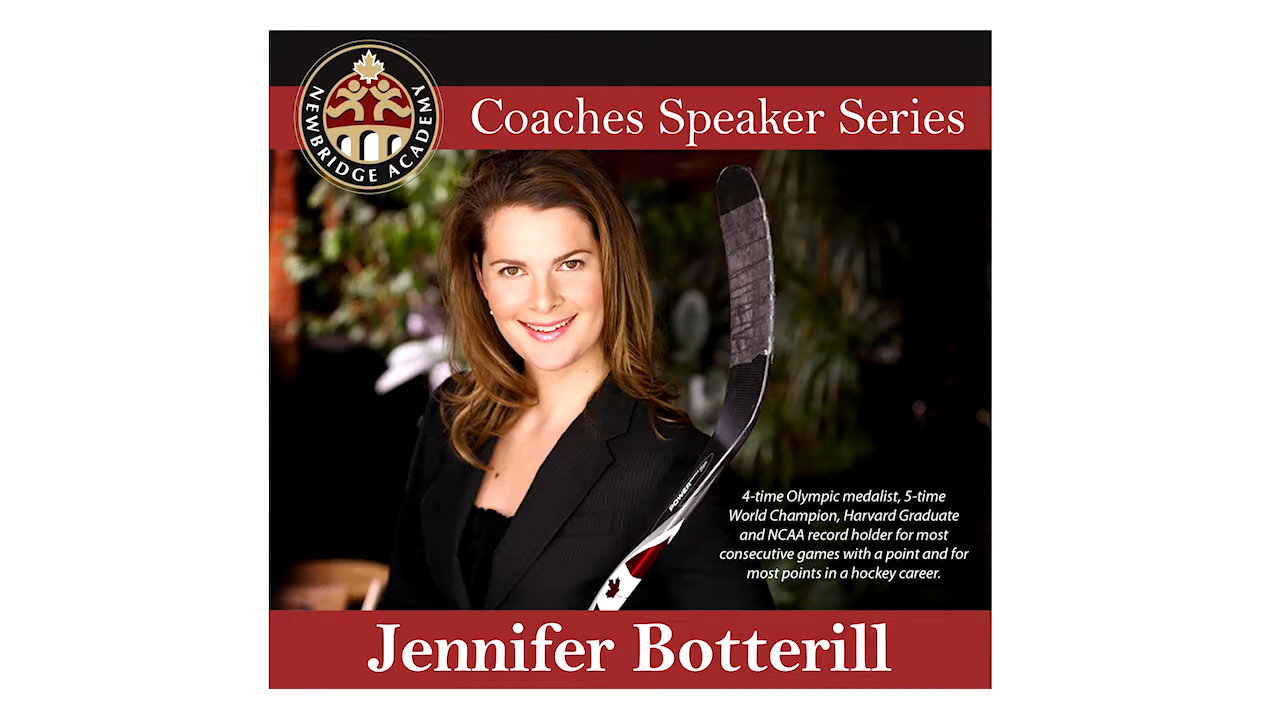 NEWBRIDGE ACADEMY
Coaches Speaker Series
POWER
4-time Olympic medalist, 5-time
World Champion, Harvard Graduate
and NCAA record holder for most
consecutive games with a point and for
most points in a hockey career.
Jennifer Botterill